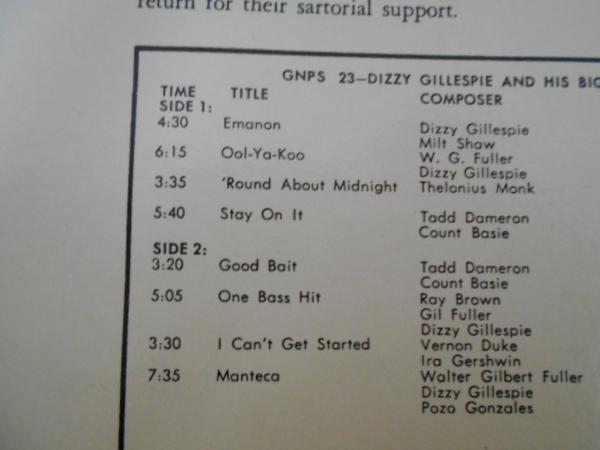 return for their sartorial support.
GNPS 23—DIZZY GILLESPIE AND HIS BIG
TIME TITLE COMPOSER
SIDE 1:
4:30 Emanon Dizzy Gillespie
Milt Shaw
6:15 Ool-Ya-Koo W. G. Fuller
Dizzy Gillespie
3:35 'Round About Midnight Thelonius Monk
5:40 Stay On It Tadd Dameron
Count Basie
SIDE 2:
3:20 Good Bait Tadd Dameron
Count Basie
5:05 One Bass Hit Ray Brown
Gil Fuller
Dizzy Gillespie
3:30 I Can't Get Started Vernon Duke
Ira Gershwin
7:35 Manteca Walter Gilbert Fuller
Dizzy Gillespie
Pozo Gonzales